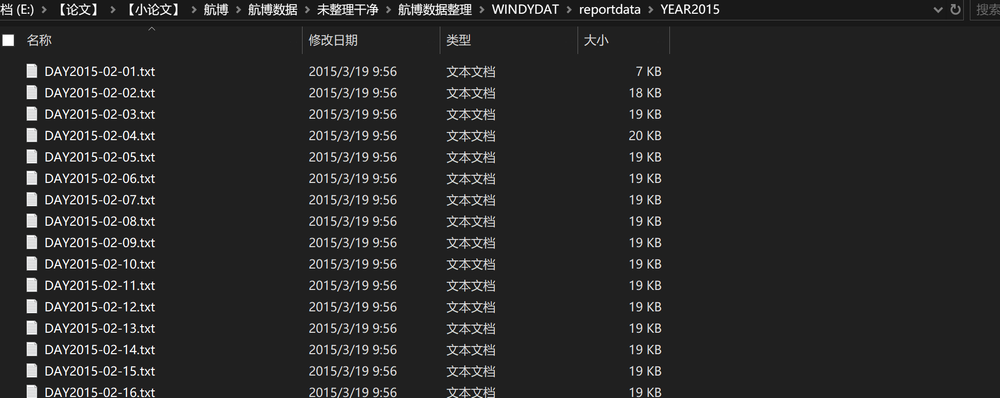 档 (E:) 【论文】 【小论文】 航博 航博数据 未整理干净 航博数据整理 WINDYDAT reportdata YEAR2015 搜索
名称 修改日期 类型 大小
DAY2015-02-01.txt 2015/3/19 9:56 文本文档 7 KB
DAY2015-02-02.txt 2015/3/19 9:56 文本文档 18 KB
DAY2015-02-03.txt 2015/3/19 9:56 文本文档 19 KB
DAY2015-02-04.txt 2015/3/19 9:56 文本文档 20 KB
DAY2015-02-05.txt 2015/3/19 9:56 文本文档 19 KB
DAY2015-02-06.txt 2015/3/19 9:56 文本文档 19 KB
DAY2015-02-07.txt 2015/3/19 9:56 文本文档 19 KB
DAY2015-02-08.txt 2015/3/19 9:56 文本文档 19 KB
DAY2015-02-09.txt 2015/3/19 9:56 文本文档 19 KB
DAY2015-02-10.txt 2015/3/19 9:56 文本文档 19 KB
DAY2015-02-11.txt 2015/3/19 9:56 文本文档 19 KB
DAY2015-02-12.txt 2015/3/19 9:56 文本文档 19 KB
DAY2015-02-13.txt 2015/3/19 9:56 文本文档 19 KB
DAY2015-02-14.txt 2015/3/19 9:56 文本文档 19 KB
DAY2015-02-15.txt 2015/3/19 9:56 文本文档 19 KB
DAY2015-02-16.txt 2015/3/19 9:56 文本文档 19 KB